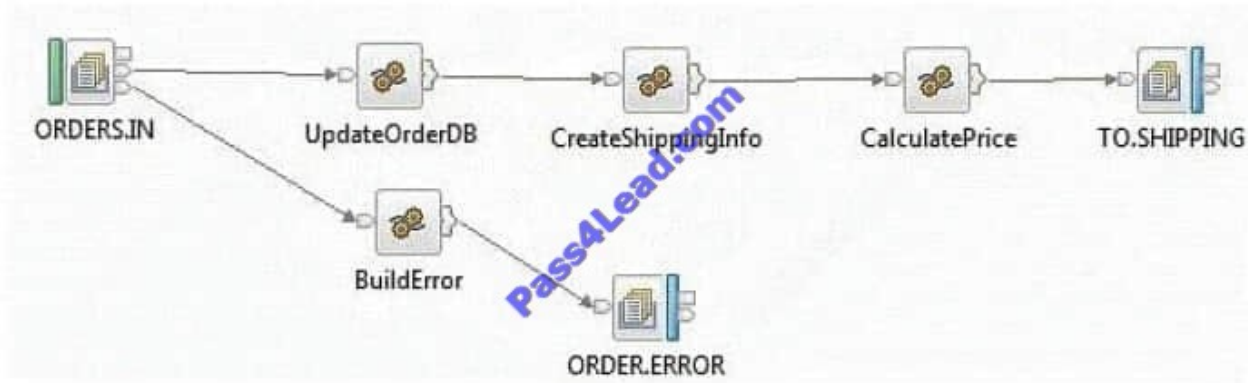 ORDERS.IN
UpdateOrderDB
CreateShippingInfo
CalculatePrice
TO.SHIPPING
BuildError
ORDER.ERROR
Pass4Lead.com